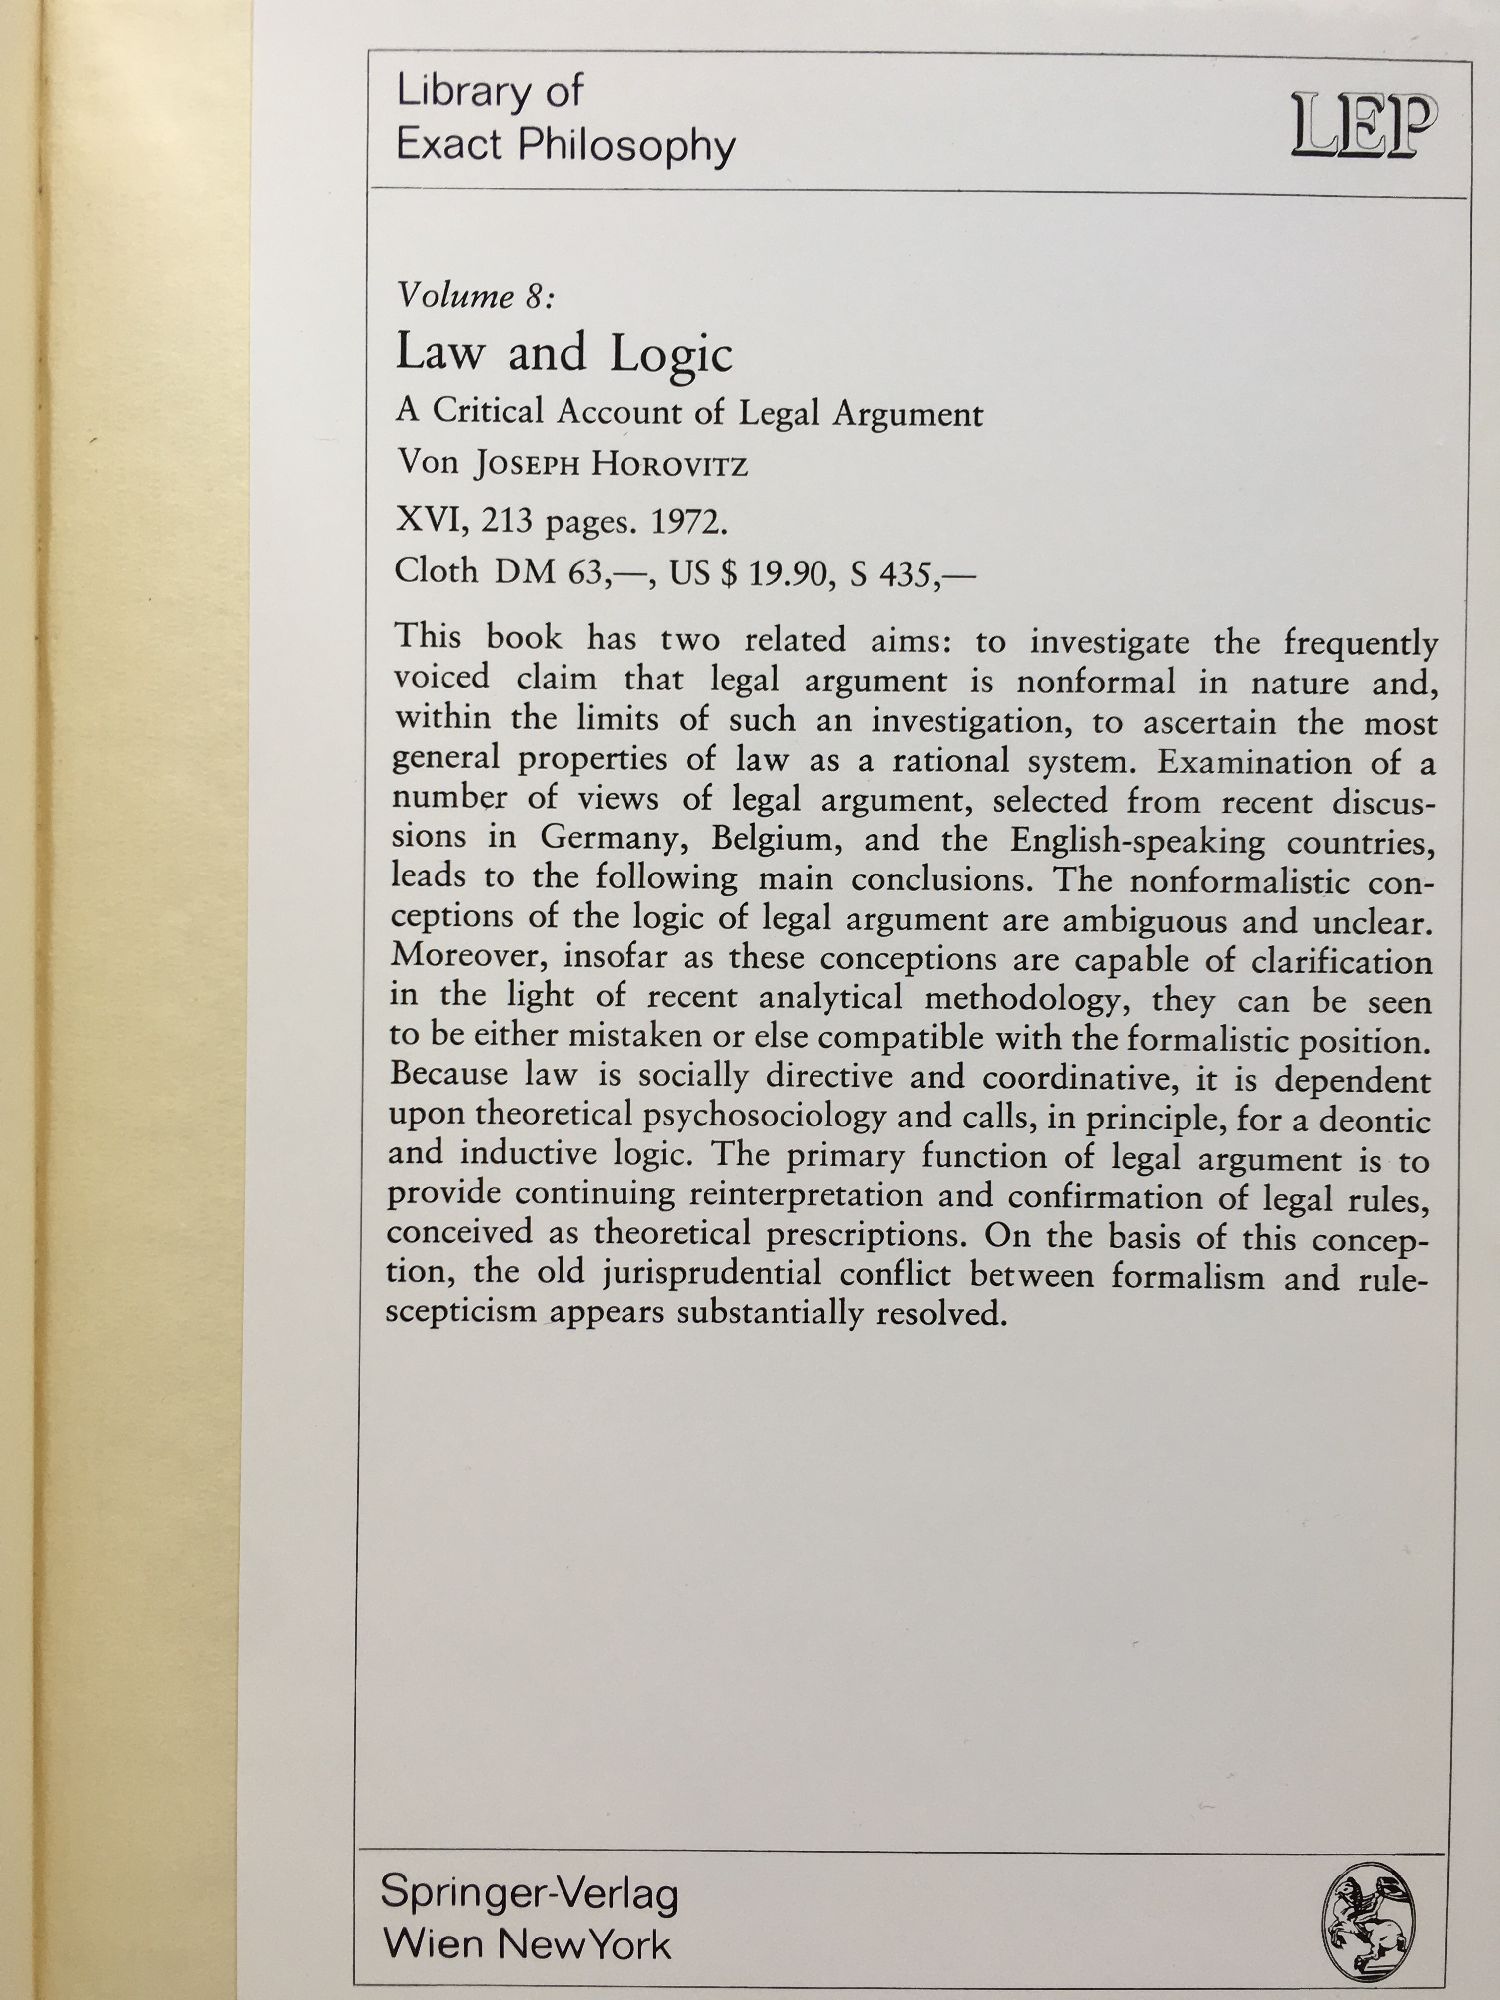 Library of
Exact Philosophy
LEP
Volume 8:
Law and Logic
A Critical Account of Legal Argument
Von JOSEPH HOROVITZ
XVI, 213 pages. 1972.
Cloth DM 63,—, US $ 19.90, S 435,—
This book has two related aims: to investigate the frequently
voiced claim that legal argument is nonformal in nature and,
within the limits of such an investigation, to ascertain the most
general properties of law as a rational system. Examination of a
number of views of legal argument, selected from recent discus-
sions in Germany, Belgium, and the English-speaking countries,
leads to the following main conclusions. The nonformalistic con-
ceptions of the logic of legal argument are ambiguous and unclear.
Moreover, insofar as these conceptions are capable of clarification
in the light of recent analytical methodology, they can be seen
to be either mistaken or else compatible with the formalistic position.
Because law is socially directive and coordinative, it is dependent
upon theoretical psychosociology and calls, in principle, for a deontic
and inductive logic. The primary function of legal argument is to
provide continuing reinterpretation and confirmation of legal rules,
conceived as theoretical prescriptions. On the basis of this concep-
tion, the old jurisprudential conflict between formalism and rule-
scepticism appears substantially resolved.
Springer-Verlag
Wien NewYork